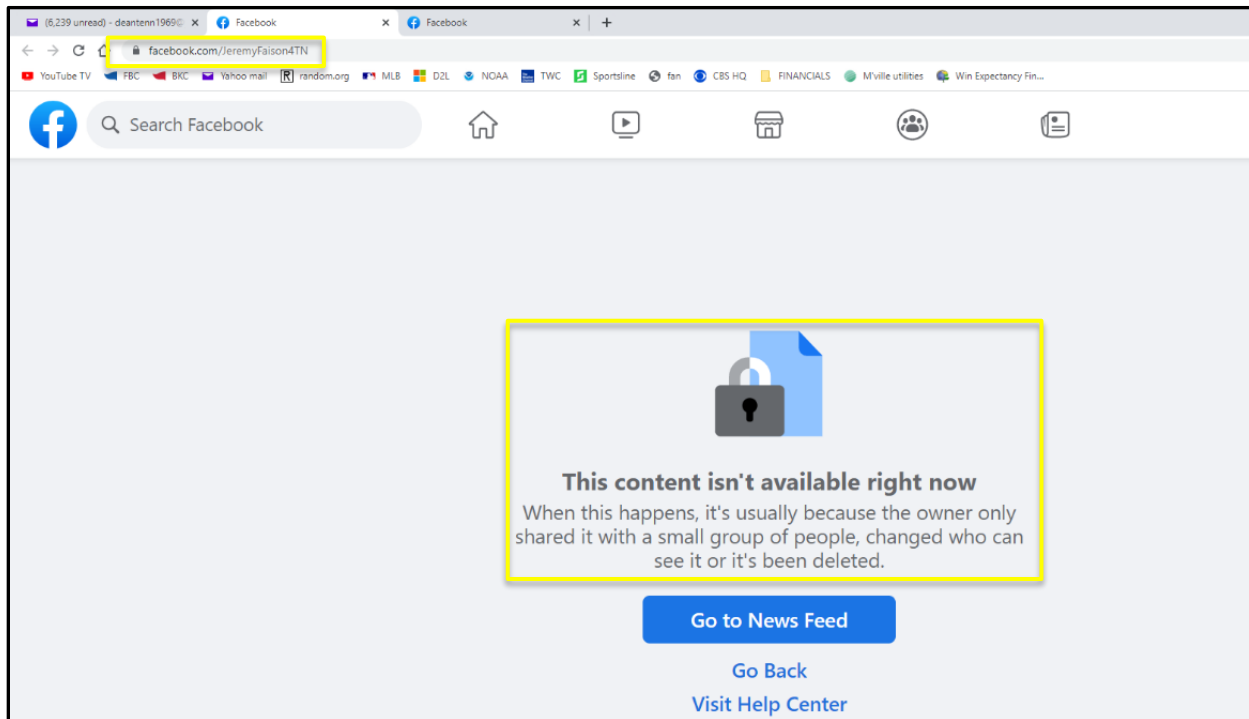 (6,239 unread) - deantenn1969@
Facebook
Facebook
facebook.com/JeremyFaison4TN
YouTube TV FBC BKC Yahoo mail R random.org MLB D2L NOAA TWC Sportsline fan CBS HQ FINANCIALS M'ville utilities Win Expectancy Fin...
Search Facebook
This content isn't available right now
When this happens, it's usually because the owner only
shared it with a small group of people, changed who can
see it or it's been deleted.
Go to News Feed
Go Back
Visit Help Center